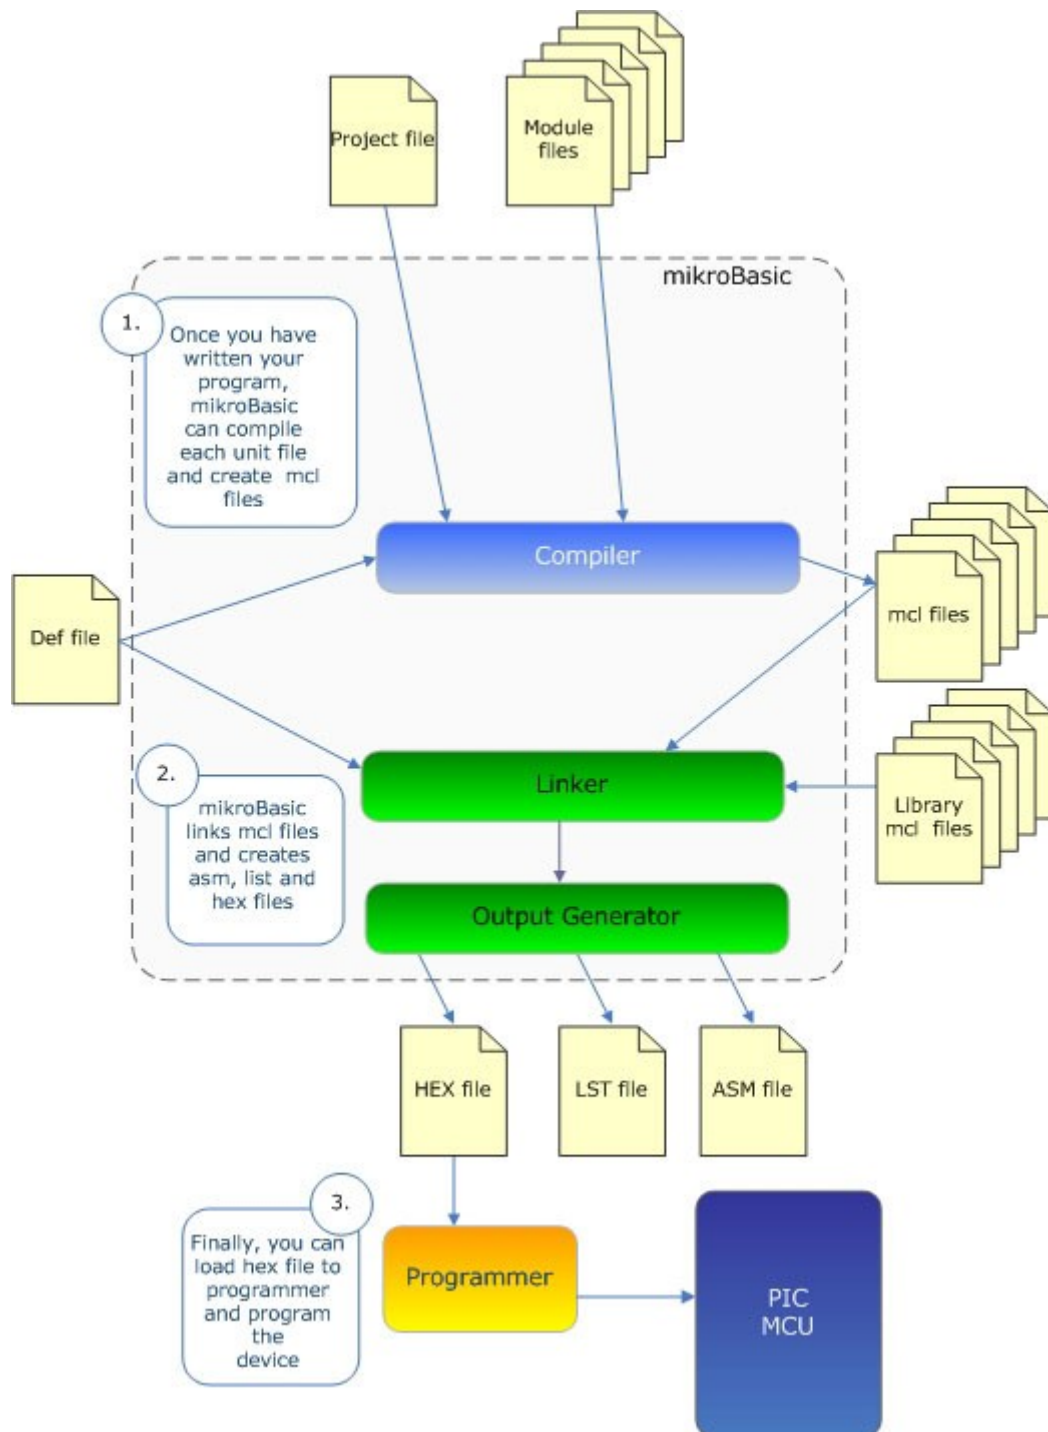 Project file
Module
files
mikroBasic
1.
Once you have
written your
program,
mikroBasic
can compile
each unit file
and create mcl
files
Compiler
Def file
mcl files
2.
mikroBasic
links mcl files
and creates
asm, list and
hex files
Linker
Library
mcl files
Output Generator
HEX file
LST file
ASM file
3.
Finally, you can
load hex file to
programmer
and program
the
device
Programmer
PIC
MCU